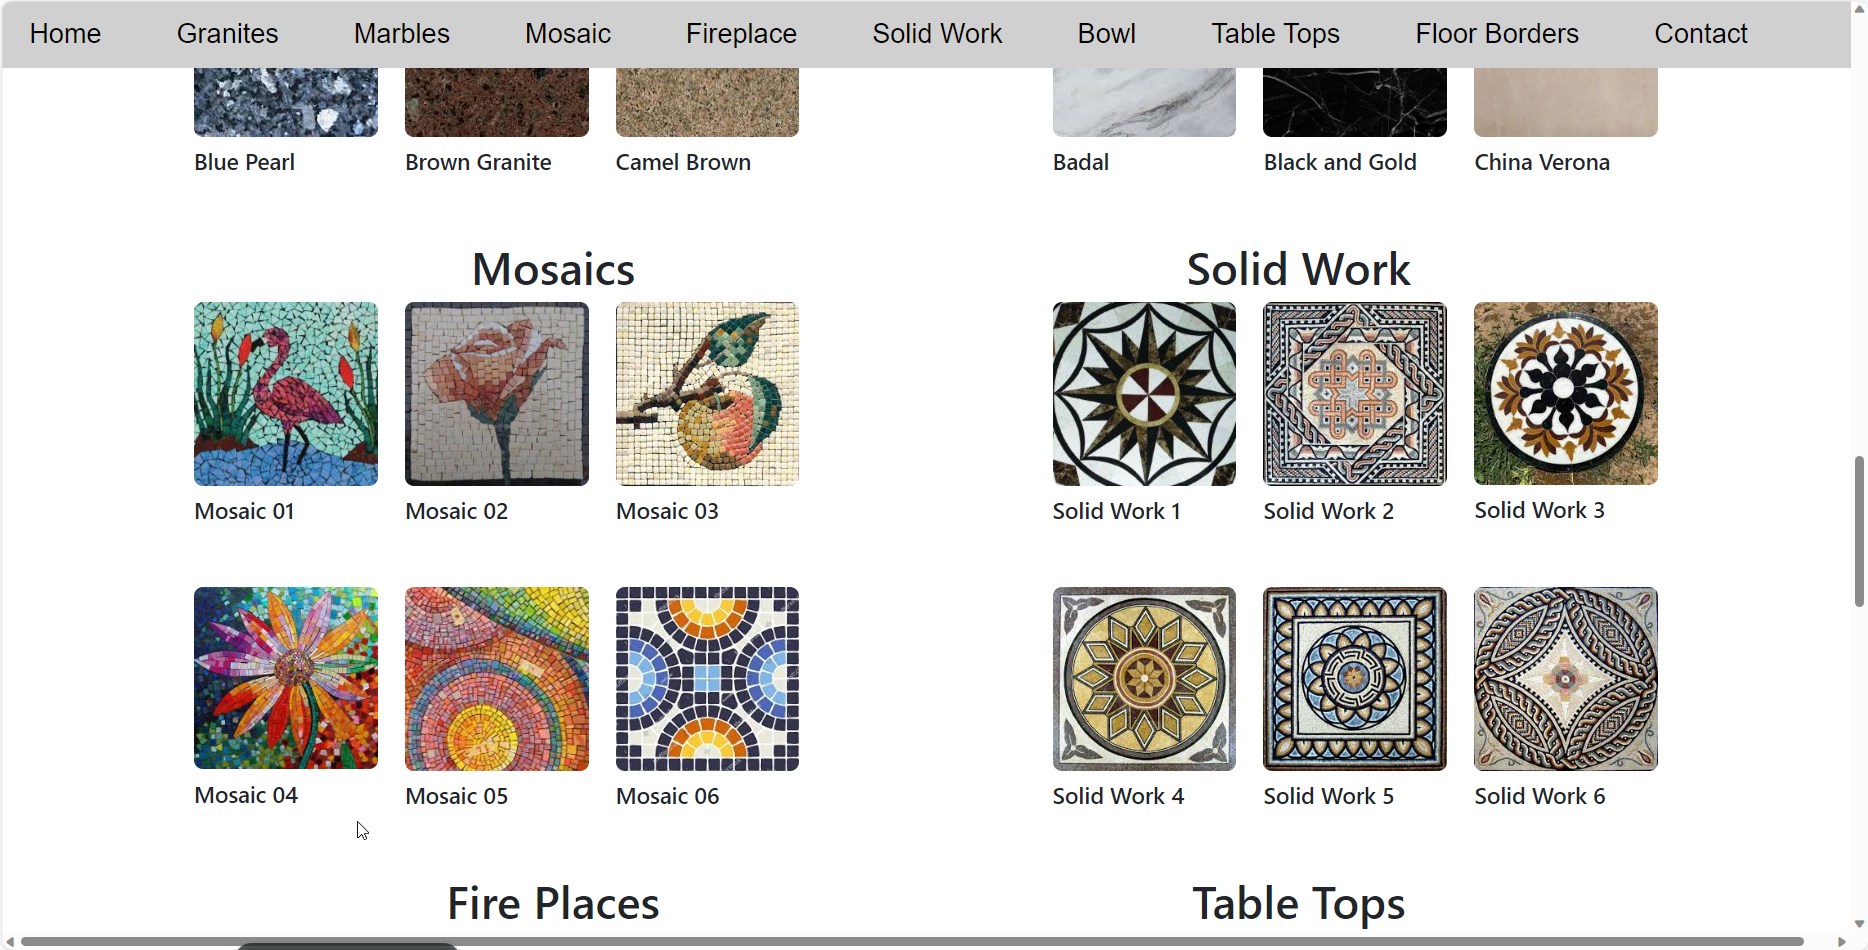 Home Granites Marbles Mosaic Fireplace Solid Work Bowl Table Tops Floor Borders Contact
Blue Pearl Brown Granite Camel Brown
Badal Black and Gold China Verona
Mosaics
Mosaic 01 Mosaic 02 Mosaic 03
Mosaic 04 Mosaic 05 Mosaic 06
Solid Work
Solid Work 1 Solid Work 2 Solid Work 3
Solid Work 4 Solid Work 5 Solid Work 6
Fire Places
Table Tops